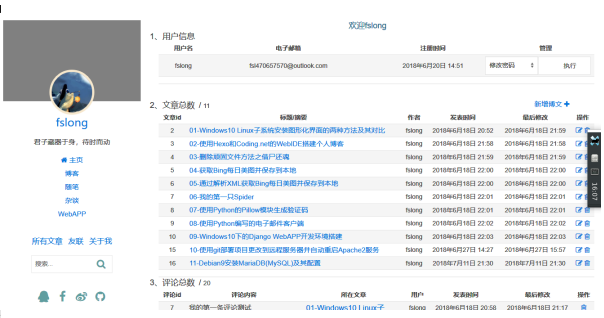 fslong
君子藏器于身，待时而动
主页
博客
随笔
杂谈
WebAPP
所有文章 友联 关于我
搜索...
欢迎fslong
1、用户信息
用户名 电子邮箱 注册时间 管理
fslong fsl470657570@outlook.com 2018年6月20日 14:51 修改密码 执行
2、文章总数 / 11
新增博文
文章id 标题/摘要 作者 发表时间 最后修改 操作
2 01-Windows10 Linux子系统安装图形化界面的两种方法及其对比 fslong 2018年6月18日 20:52 2018年6月18日 21:59
3 02-使用Hexo和Coding net的WebIDE搭建个人博客 fslong 2018年6月18日 21:58 2018年6月18日 21:58
4 03-删除顽固文件方法之借尸还魂 fslong 2018年6月18日 21:59 2018年6月18日 21:59
5 04-获取Bing每日美图并保存到本地 fslong 2018年6月18日 22:00 2018年6月18日 22:00
6 05-通过解析XML获取Bing每日美图并保存到本地 fslong 2018年6月18日 22:00 2018年6月18日 22:00
7 06-我的第一只Spider fslong 2018年6月18日 22:01 2018年6月18日 22:01
8 07-使用Python的Pillow模块生成验证码 fslong 2018年6月18日 22:01 2018年6月18日 22:01
9 08-使用Python编写的电子邮件客户端 fslong 2018年6月18日 22:02 2018年6月18日 22:02
10 09-Windows10下的Django WebAPP开发环境搭建 fslong 2018年6月18日 22:03 2018年6月18日 22:03
15 10-使用git部署项目更改到远程服务器并自动重启Apache2服务 fslong 2018年6月27日 14:27 2018年6月27日 15:57
16 11-Debian9安装MariaDB(MySQL)及其配置 fslong 2018年7月11日 21:30 2018年7月11日 21:30
3、评论总数 / 20
评论id 评论内容 所在文章 用户 发表时间 最后修改 操作
7 我的第一条评论测试 01-Windows10 Linux子 fslong 2018年6月18日 20:58 2018年6月18日 21:17
16:07